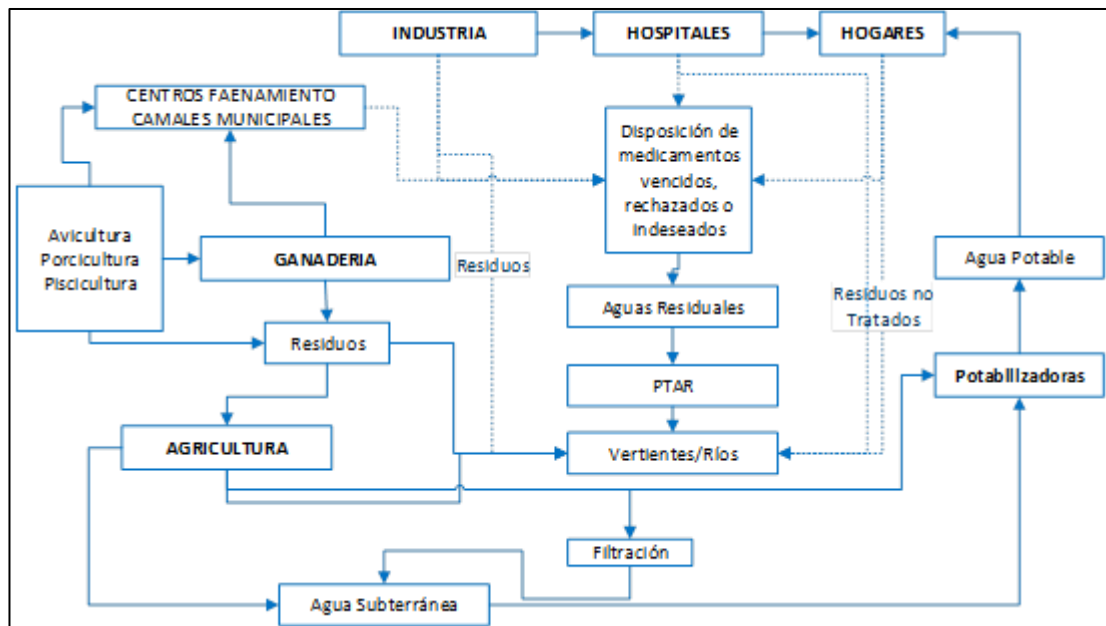 INDUSTRIA
HOSPITALES
HOGARES
CENTROS FAENAMIENTO
CAMALES MUNICIPALES
Disposición de
medicamentos
vencidos,
rechazados o
indeseados
Avicultura
Porcicultura
Piscicultura
GANADERIA
Residuos
Agua Potable
Aguas Residuales
Residuos no
Tratados
Residuos
PTAR
Potabilizadoras
AGRICULTURA
Vertientes/Ríos
Filtración
Agua Subterránea